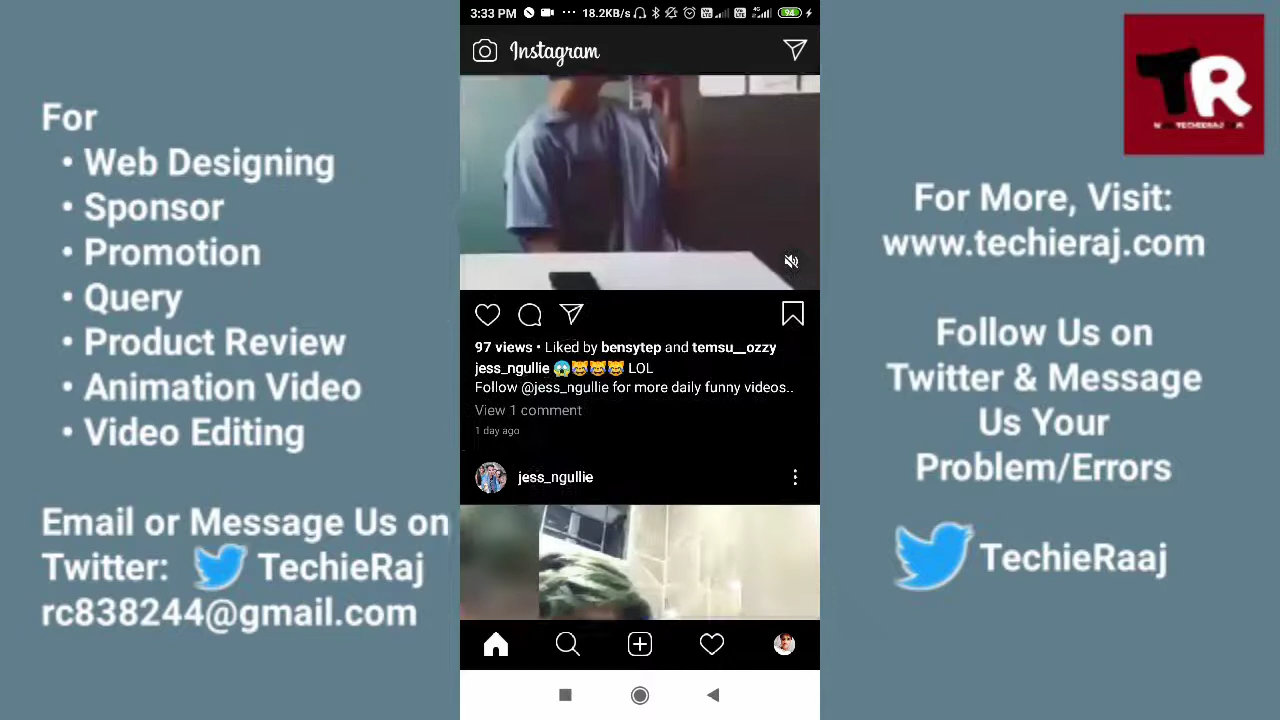 For
• Web Designing
• Sponsor
• Promotion
• Query
• Product Review
• Animation Video
• Video Editing
Email or Message Us on
Twitter: TechieRaj
rc838244@gmail.com
3:33 PM ... 18.2KB/s 4G 94
Instagram
97 views • Liked by bensytep and temsu__ozzy
jess_ngullie 😱😹😹😹 LOL
Follow @jess_ngullie for more daily funny videos..
View 1 comment
1 day ago
jess_ngullie
TR
For More, Visit:
www.techieraj.com
Follow Us on
Twitter & Message
Us Your
Problem/Errors
TechieRaaj